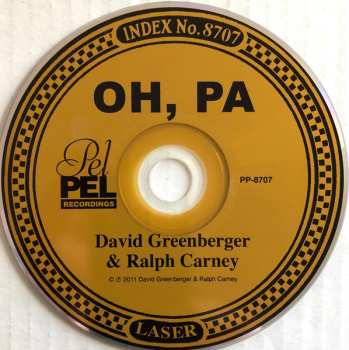 INDEX No. 8707
OH, PA
Pel
PEL
RECORDINGS
PP-8707
David Greenberger
& Ralph Carney
© ℗ 2011 David Greenberger & Ralph Carney
LASER